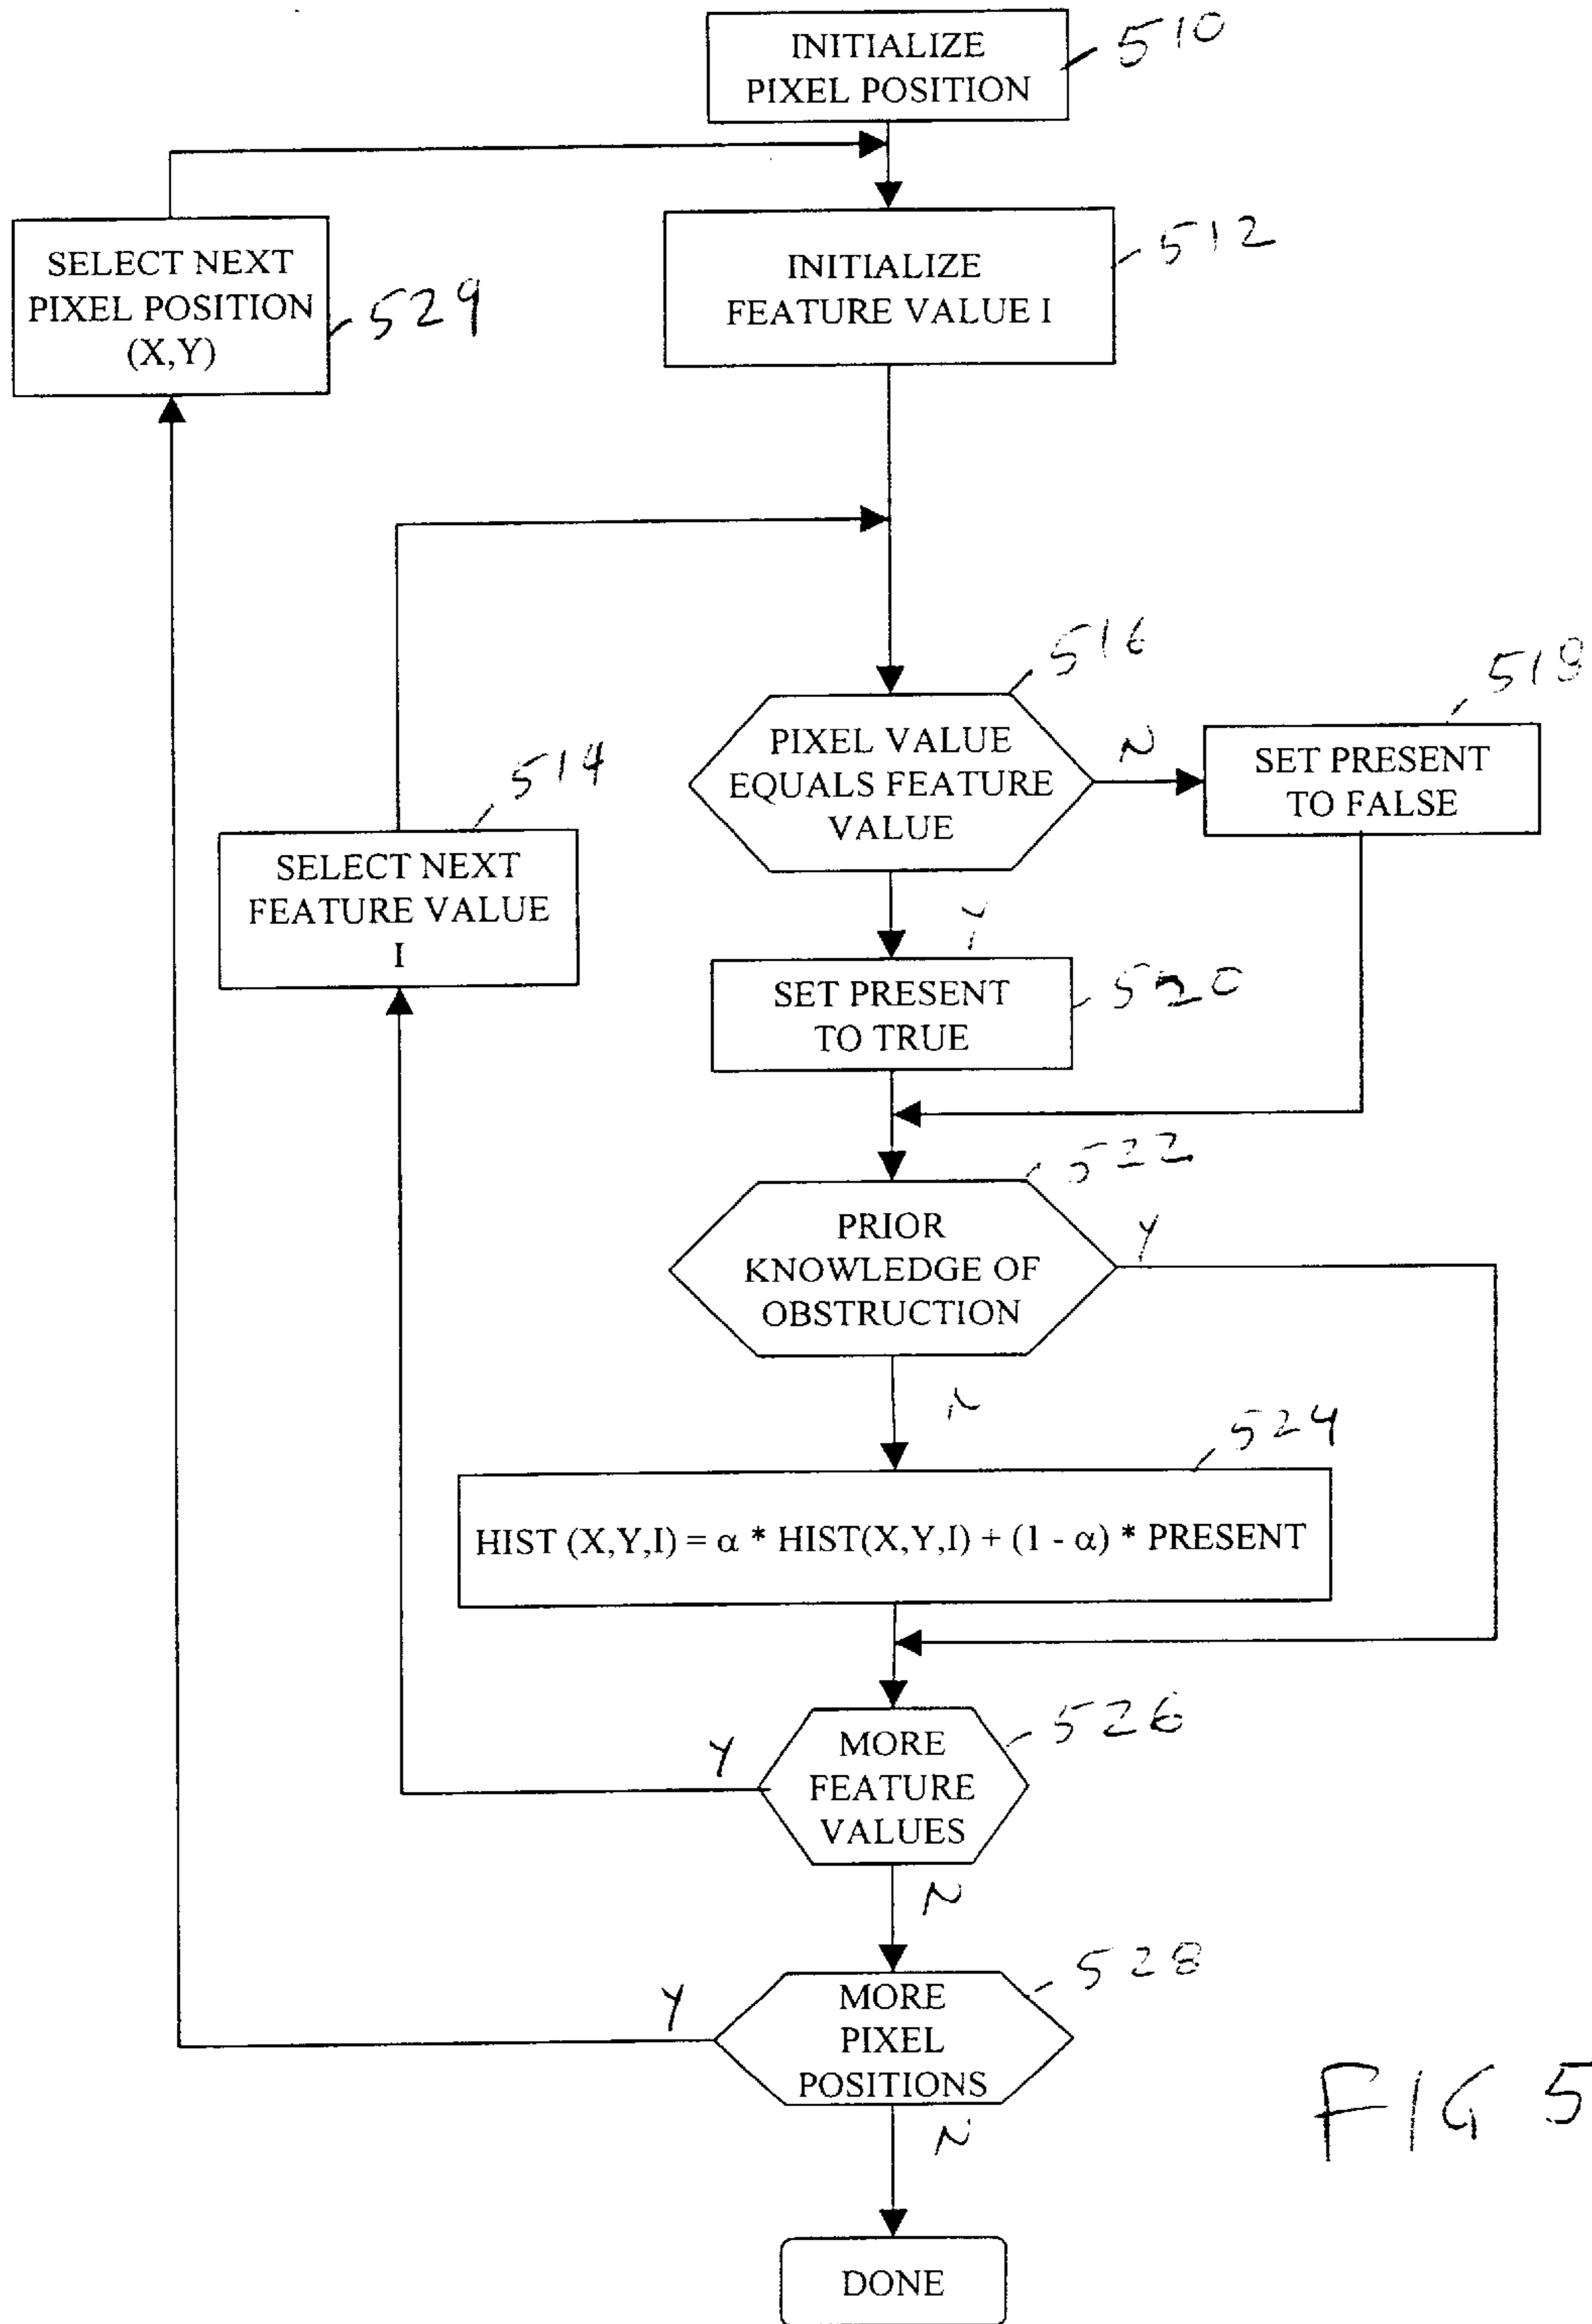 INITIALIZE
PIXEL POSITION
510
SELECT NEXT
PIXEL POSITION
(X,Y)
529
INITIALIZE
FEATURE VALUE I
512
516
PIXEL VALUE
EQUALS FEATURE
VALUE
N
518
SET PRESENT
TO FALSE
514
SELECT NEXT
FEATURE VALUE
I
Y
SET PRESENT
TO TRUE
520
522
PRIOR
KNOWLEDGE OF
OBSTRUCTION
Y
N
524
HIST (X,Y,I) = α * HIST(X,Y,I) + (1 - α) * PRESENT
526
MORE
FEATURE
VALUES
Y
N
528
MORE
PIXEL
POSITIONS
Y
N
DONE
FIG 5